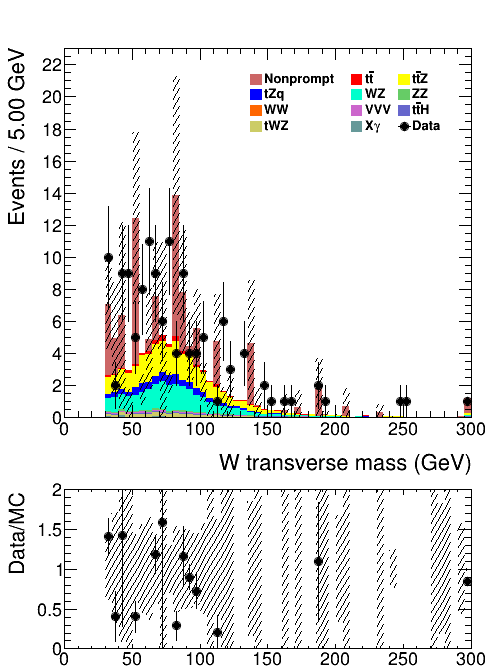 Events / 5.00 GeV
22
20
18
16
14
12
10
8
6
4
2
0
Nonprompt tt̄ tt̄Z
tZq WZ ZZ
WW VVV tt̄H
tWZ Xγ Data
0 50 100 150 200 250 300
W transverse mass (GeV)
Data/MC
2
1.5
1
0.5
0
0 50 100 150 200 250 300